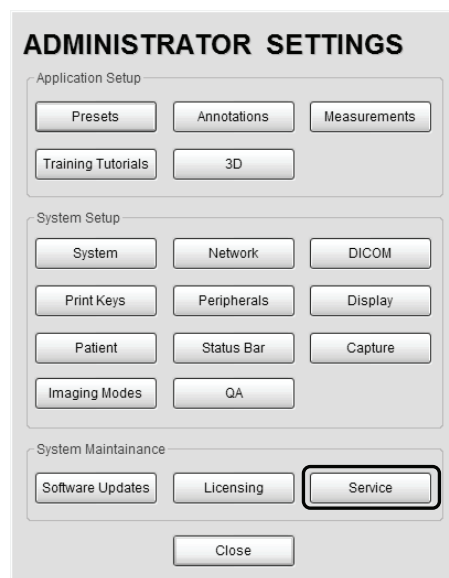 ADMINISTRATOR SETTINGS
Application Setup
Presets Annotations Measurements
Training Tutorials 3D
System Setup
System Network DICOM
Print Keys Peripherals Display
Patient Status Bar Capture
Imaging Modes QA
System Maintainance
Software Updates Licensing Service
Close